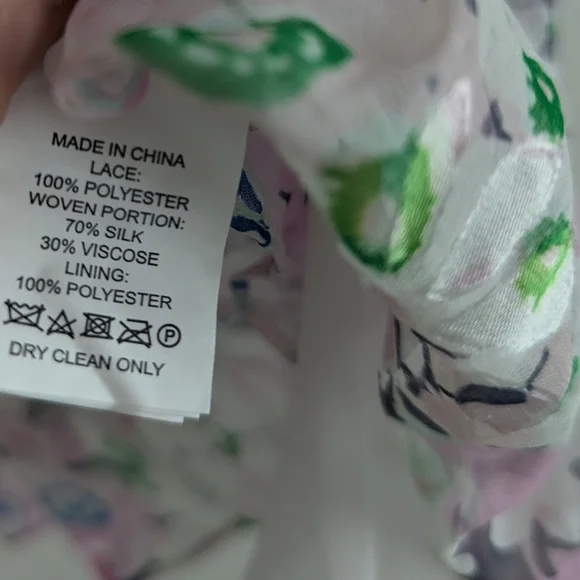 MADE IN CHINA
LACE:
100% POLYESTER
WOVEN PORTION:
70% SILK
30% VISCOSE
LINING:
100% POLYESTER
P
DRY CLEAN ONLY